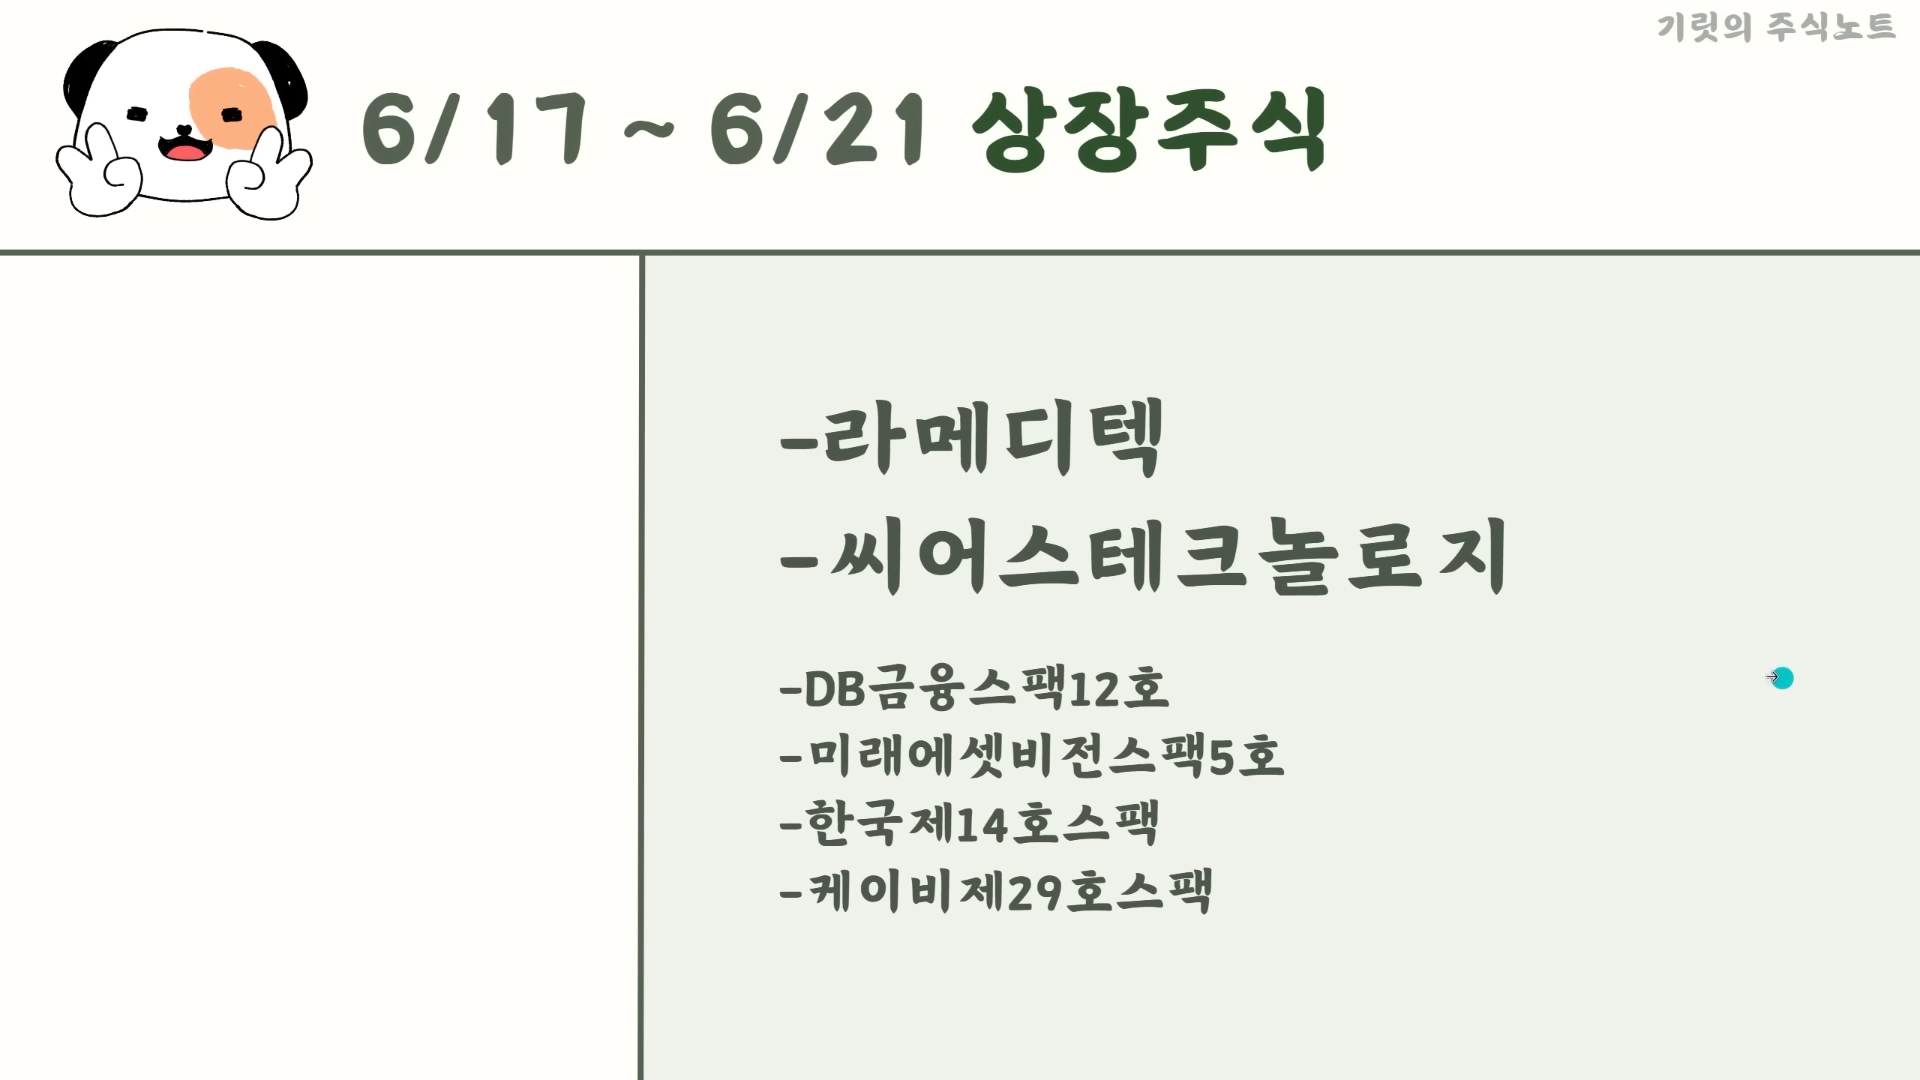 기릿의 주식노트
6/17 ~ 6/21 상장주식
-라메디텍
-씨어스테크놀로지
-DB금융스팩12호
-미래에셋비전스팩5호
-한국제14호스팩
-케이비제29호스팩